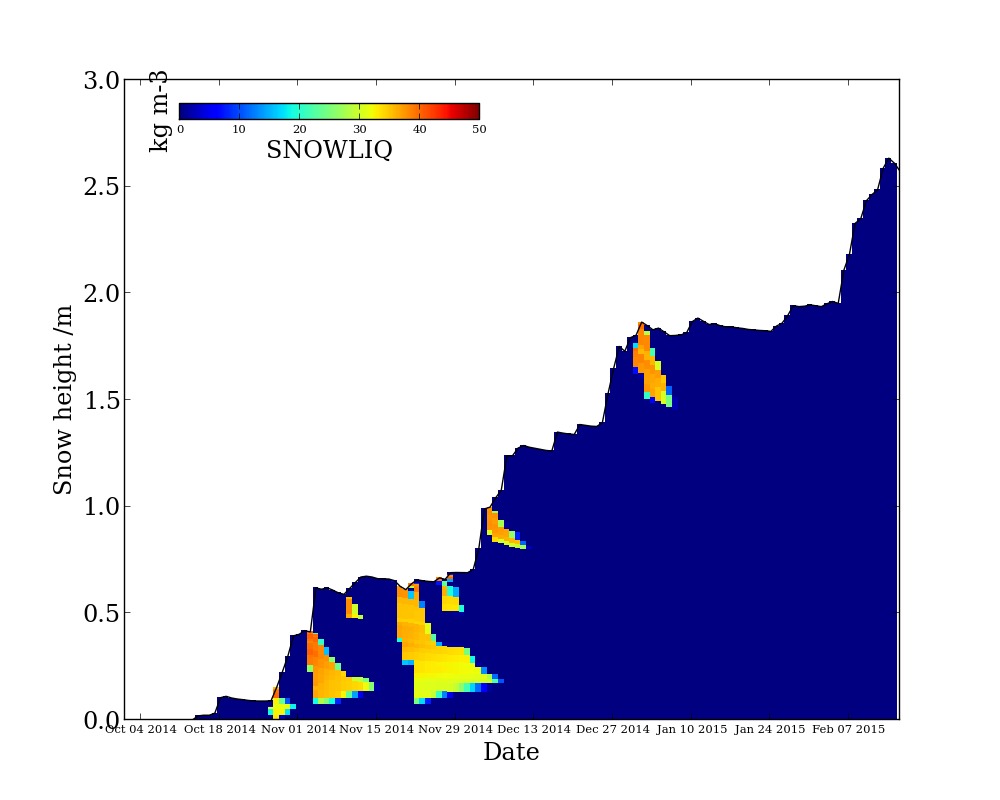 3.0
kg m-3
0 10 20 30 40 50
SNOWLIQ
2.5
2.0
Snow height /m
1.5
1.0
0.5
0.0
Oct 04 2014 Oct 18 2014 Nov 01 2014 Nov 15 2014 Nov 29 2014 Dec 13 2014 Dec 27 2014 Jan 10 2015 Jan 24 2015 Feb 07 2015
Date